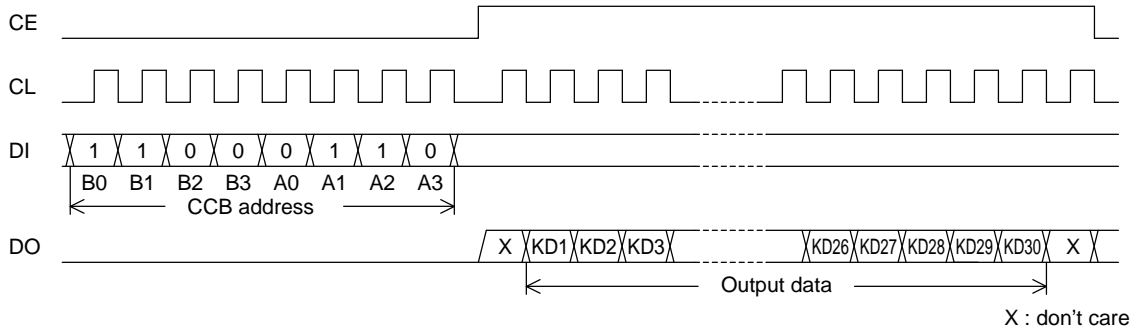 CE
CL
DI 1 1 0 0 0 1 1 0
B0 B1 B2 B3 A0 A1 A2 A3
CCB address
DO X KD1 KD2 KD3 KD26 KD27 KD28 KD29 KD30 X
Output data
X : don't care